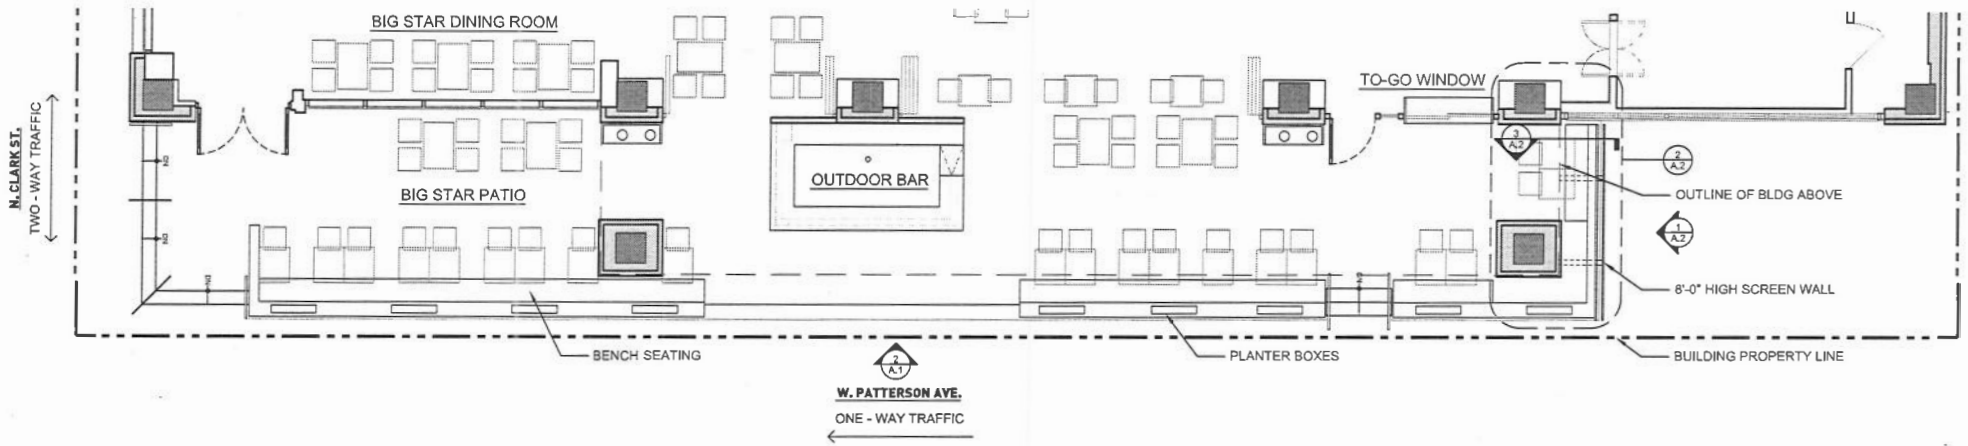 BIG STAR DINING ROOM
TO-GO WINDOW
N. CLARK ST.
TWO - WAY TRAFFIC
3
A.2
2
A.2
OUTDOOR BAR
BIG STAR PATIO
OUTLINE OF BLDG ABOVE
1
A.2
6'-0" HIGH SCREEN WALL
BENCH SEATING
PLANTER BOXES
BUILDING PROPERTY LINE
2
A.1
W. PATTERSON AVE.
ONE - WAY TRAFFIC